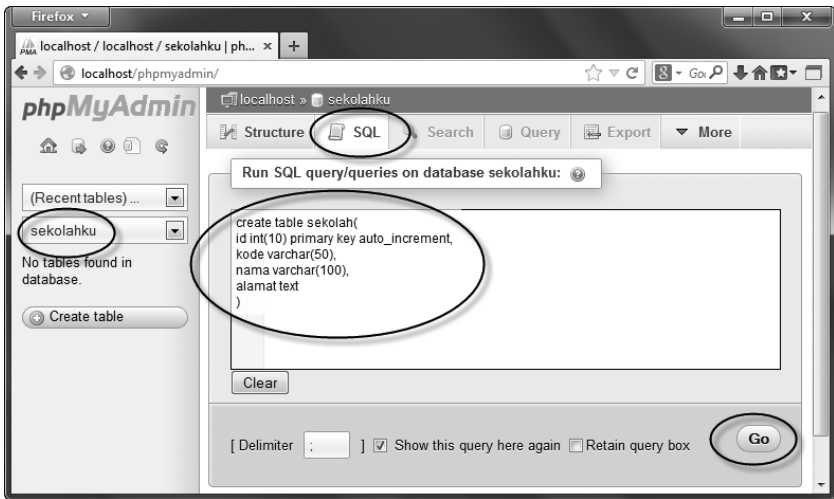 Firefox
localhost / localhost / sekolahku | ph... x +
localhost/phpmyadmin/
phpMyAdmin
localhost » sekolahku
Structure SQL Search Query Export More
Run SQL query/queries on database sekolahku:
(Recent tables) ...
sekolahku
No tables found in
database.
Create table
create table sekolah(
id int(10) primary key auto_increment,
kode varchar(50),
nama varchar(100),
alamat text
)
Clear
[ Delimiter ; ] Show this query here again Retain query box Go